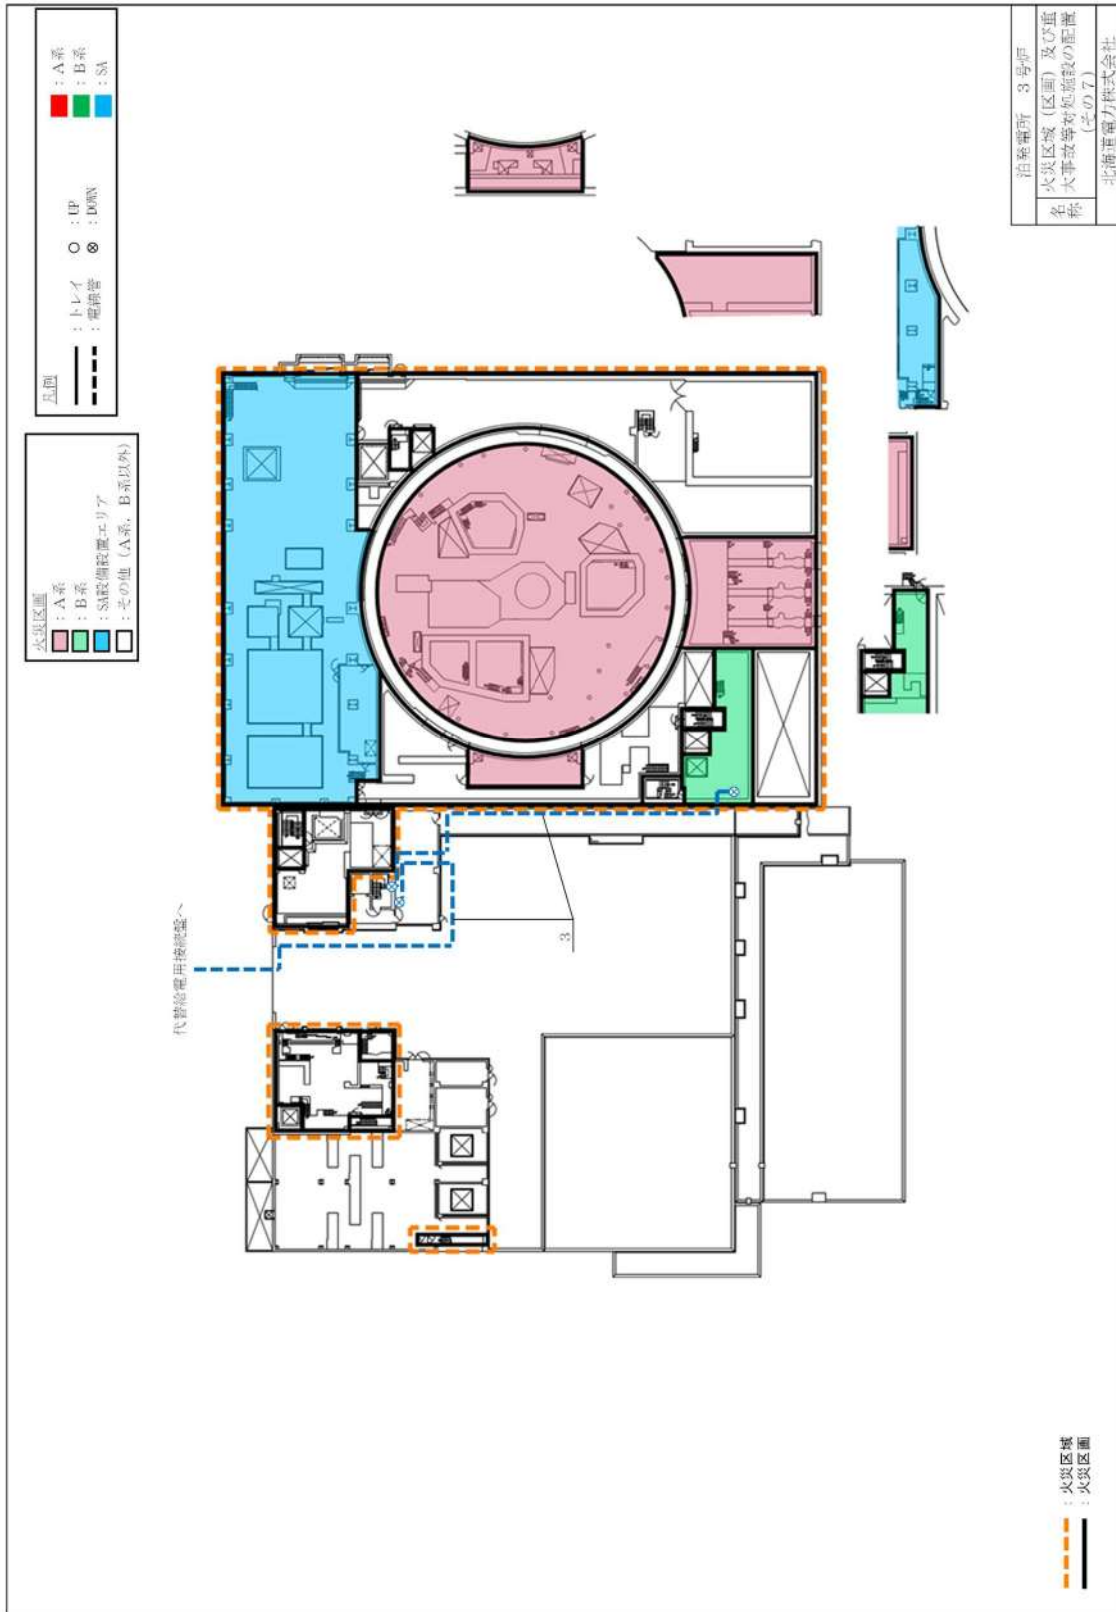 凡例
━━ ：トレイ ○ ：UP ：A系
━ ━ ：電線管 ⊗ ：DOWN ：B系
：SA
火災区画
：A系
：B系
：SA設備設置エリア
：その他（A系，B系以外）
代替給電用接続盤へ
3
：火災区域
：火災区画
泊発電所 3号炉
名称
火災区域（区画）及び重
大事故等対処施設の配置
（その7）
北海道電力株式会社